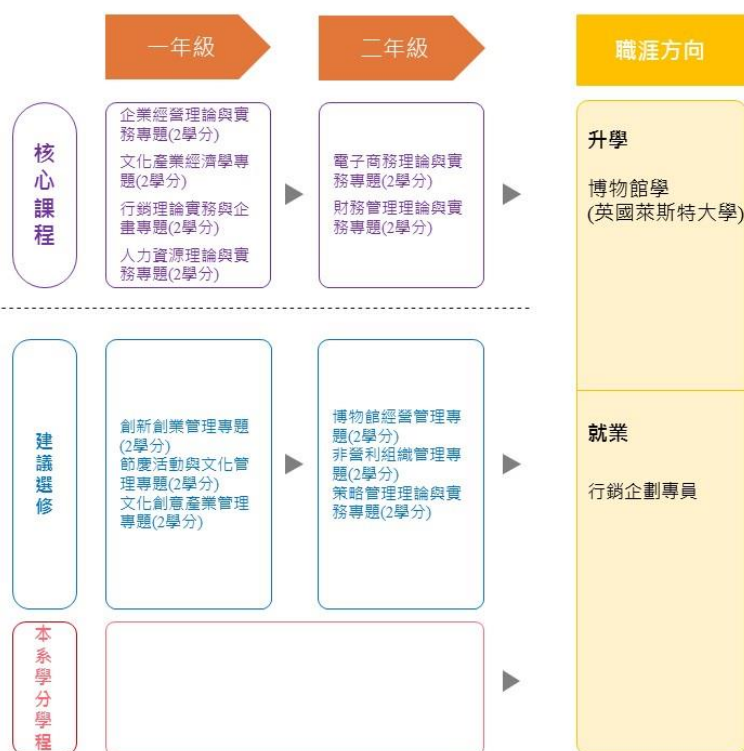 一年級
二年級
職涯方向
核心課程
企業經營理論與實
務專題(2學分)
文化產業經濟學專
題(2學分)
行銷理論實務與企
畫專題(2學分)
人力資源理論與實
務專題(2學分)
電子商務理論與實
務專題(2學分)
財務管理理論與實
務專題(2學分)
升學
博物館學
(英國萊斯特大學)
建議選修
創新創業管理專題
(2學分)
節慶活動與文化管
理專題(2學分)
文化創意產業管理
專題(2學分)
博物館經營管理專
題(2學分)
非營利組織管理專
題(2學分)
策略管理理論與實
務專題(2學分)
就業
行銷企劃專員
本系學分學程